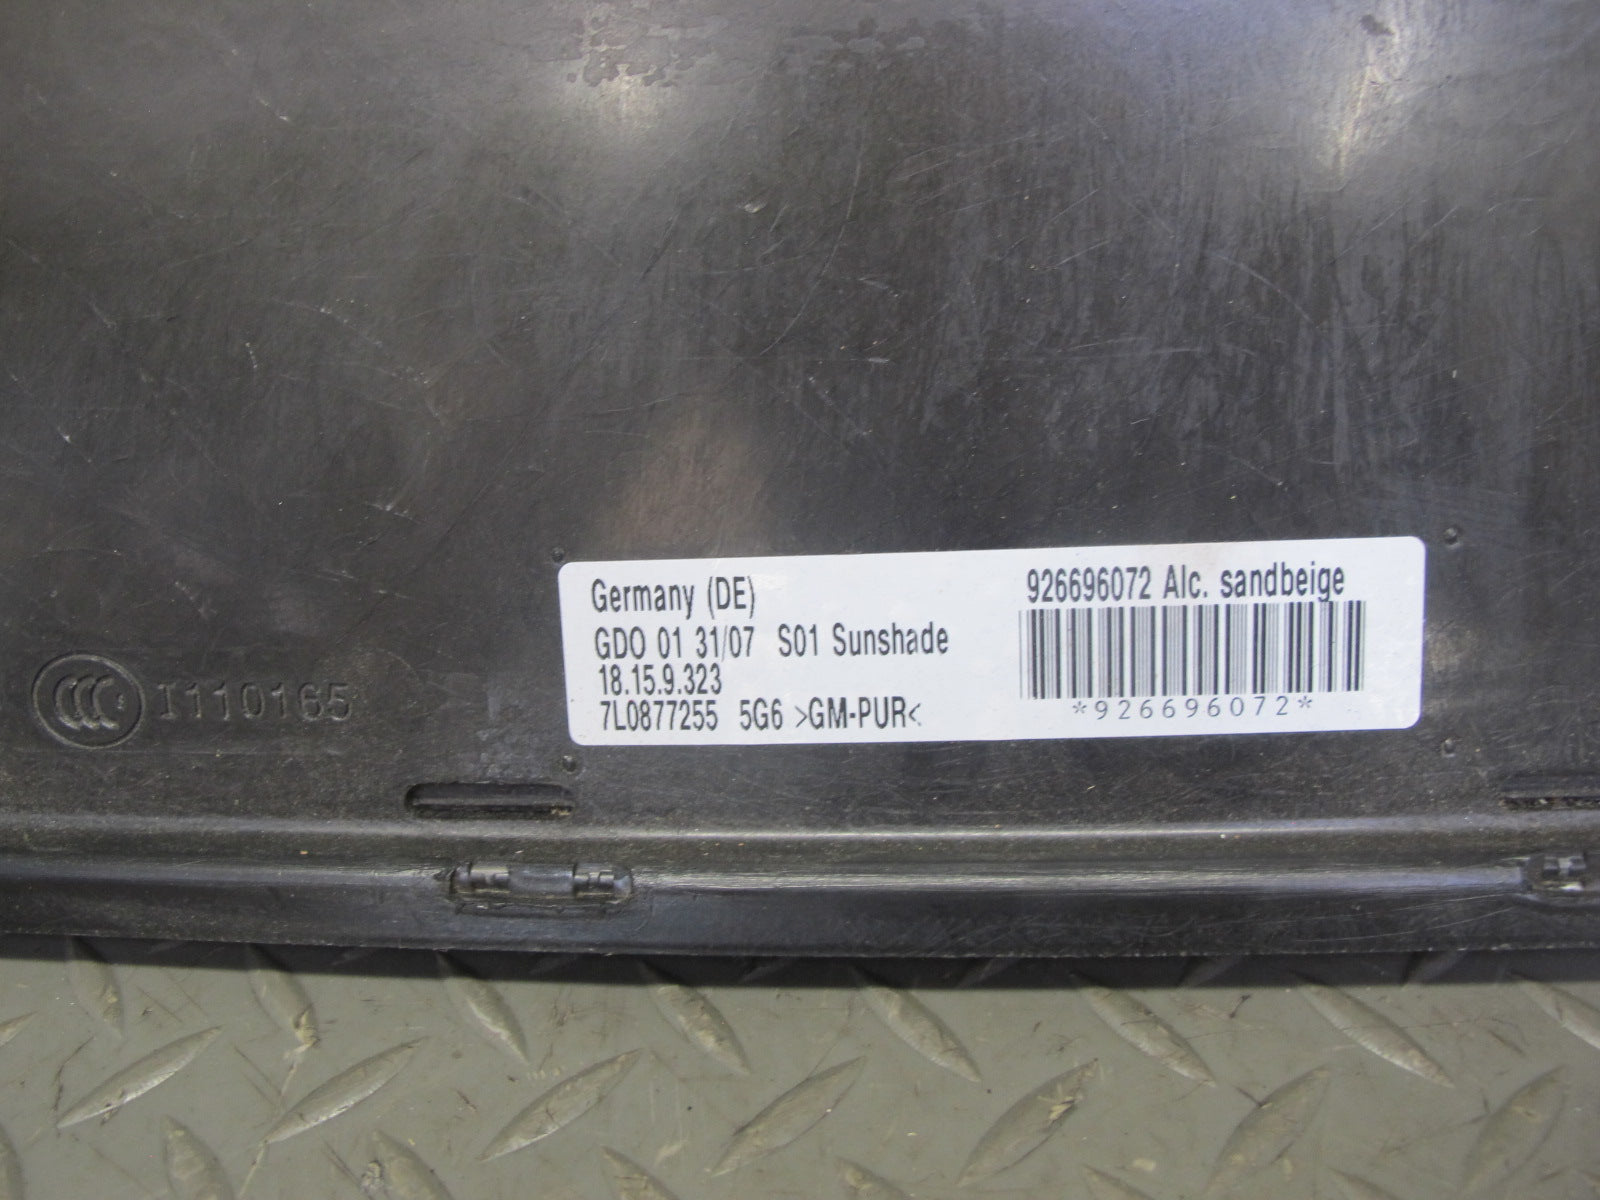 Germany (DE)
GDO 01 31/07 S01 Sunshade
18.15.9.323
7L0877255 5G6 >GM-PUR<
926696072 Alc. sandbeige
*926696072*
CCC I110165